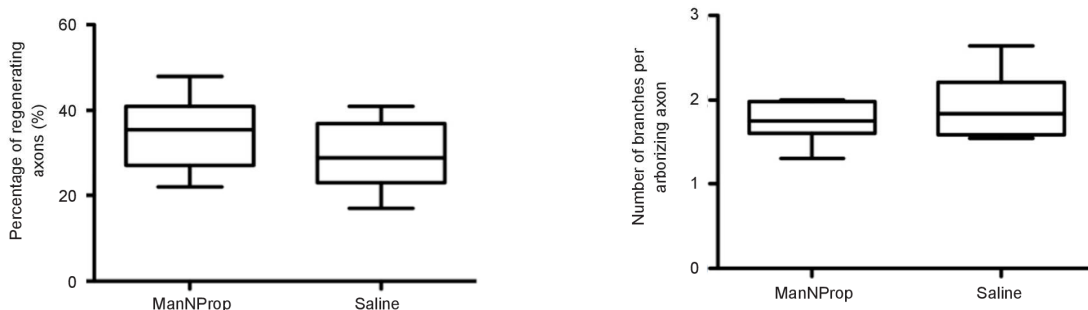 Percentage of regenerating
axons (%)
60
40
20
0
ManNProp
Saline
Number of branches per
arborizing axon
3
2
1
0
ManNProp
Saline